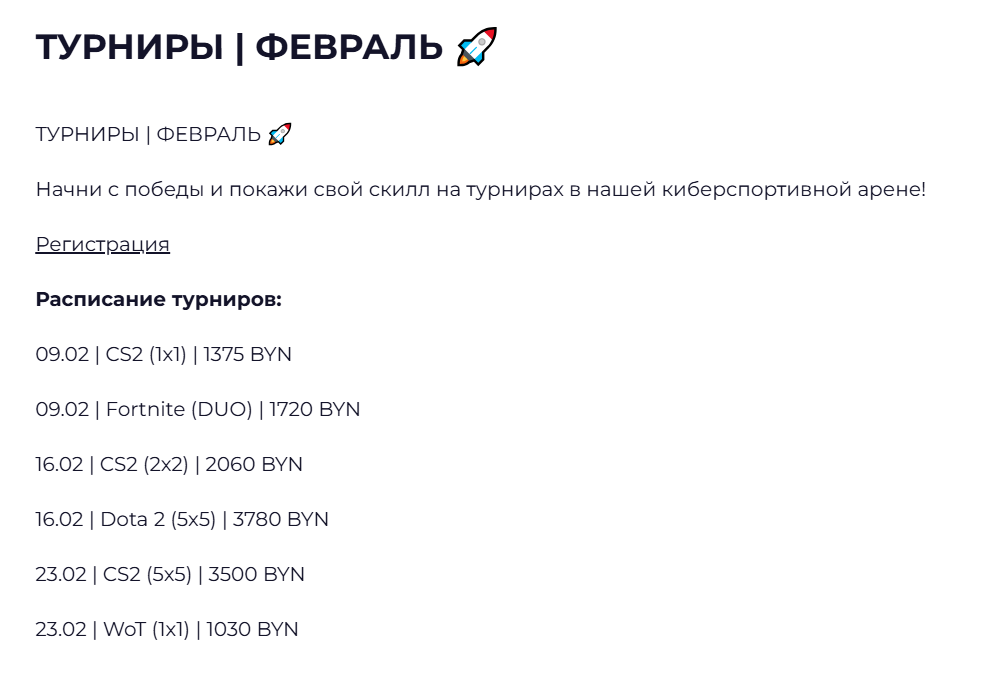 ТУРНИРЫ | ФЕВРАЛЬ 🚀
ТУРНИРЫ | ФЕВРАЛЬ 🚀
Начни с победы и покажи свой скилл на турнирах в нашей киберспортивной арене!
Регистрация
Расписание турниров:
09.02 | CS2 (1x1) | 1375 BYN
09.02 | Fortnite (DUO) | 1720 BYN
16.02 | CS2 (2x2) | 2060 BYN
16.02 | Dota 2 (5x5) | 3780 BYN
23.02 | CS2 (5x5) | 3500 BYN
23.02 | WoT (1x1) | 1030 BYN